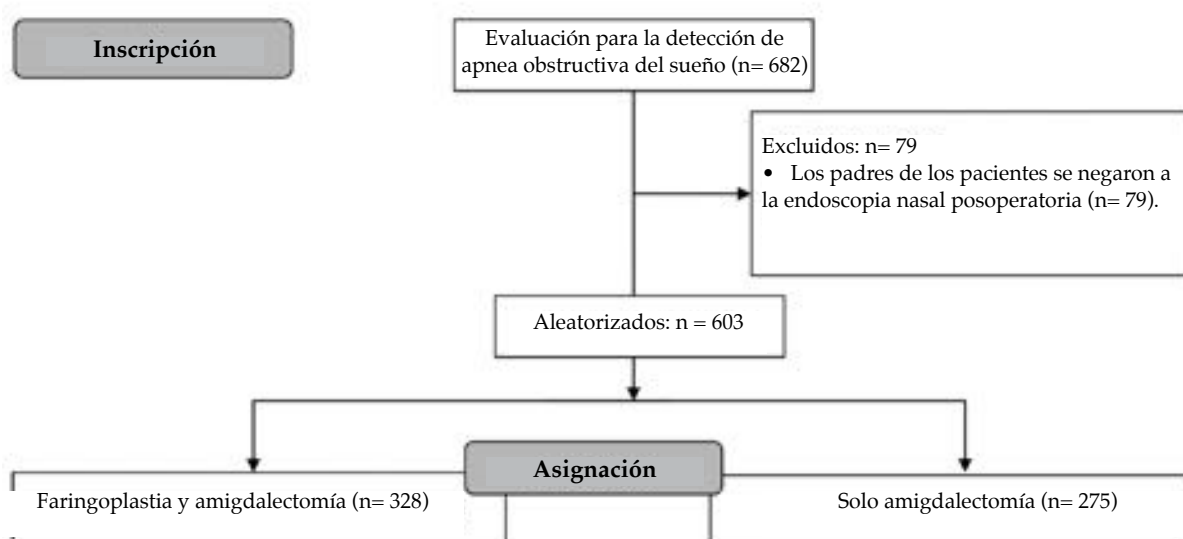 Inscripción
Evaluación para la detección de
apnea obstructiva del sueño (n= 682)
Excluidos: n= 79
• Los padres de los pacientes se negaron a
la endoscopia nasal posoperatoria (n= 79).
Aleatorizados: n = 603
Asignación
Faringoplastia y amigdalectomía (n= 328)
Solo amigdalectomía (n= 275)